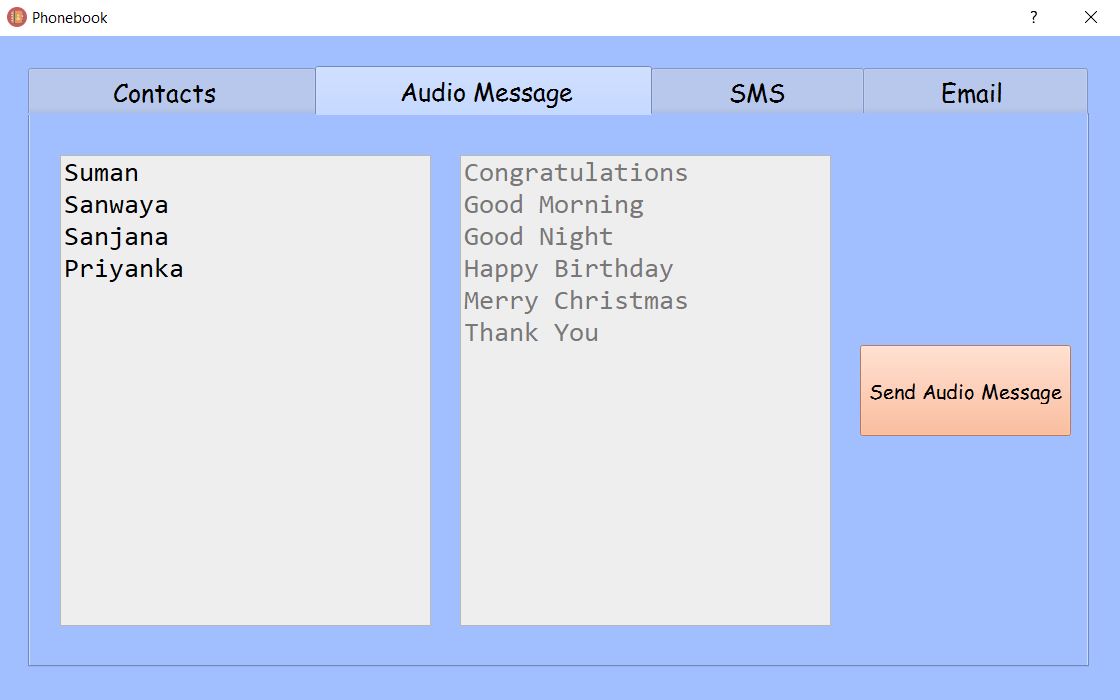 Phonebook ?
Contacts Audio Message SMS Email
Suman
Sanwaya
Sanjana
Priyanka
Congratulations
Good Morning
Good Night
Happy Birthday
Merry Christmas
Thank You
Send Audio Message